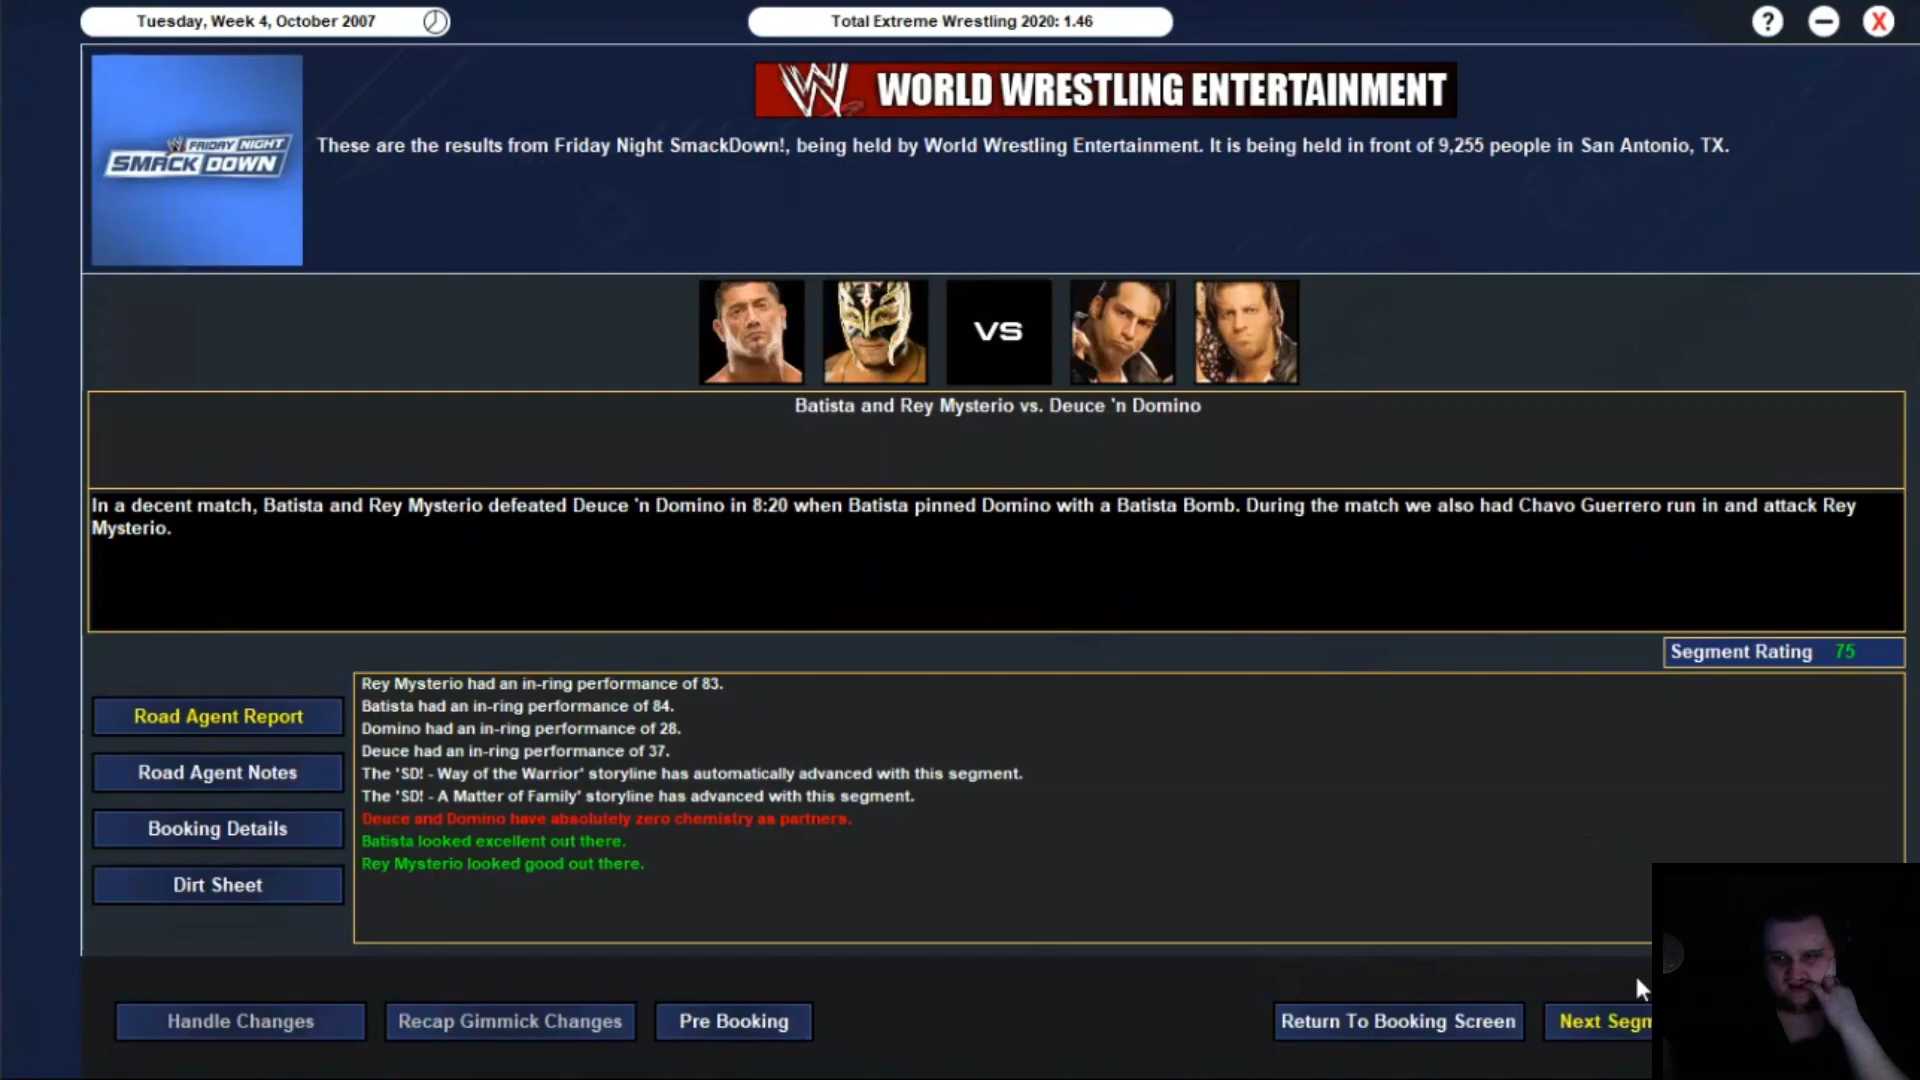 Tuesday, Week 4, October 2007
Total Extreme Wrestling 2020: 1.46
?
X
W WORLD WRESTLING ENTERTAINMENT
FRIDAY NIGHT
SMACK DOWN
These are the results from Friday Night SmackDown!, being held by World Wrestling Entertainment. It is being held in front of 9,255 people in San Antonio, TX.
VS
Batista and Rey Mysterio vs. Deuce 'n Domino
In a decent match, Batista and Rey Mysterio defeated Deuce 'n Domino in 8:20 when Batista pinned Domino with a Batista Bomb. During the match we also had Chavo Guerrero run in and attack Rey
Mysterio.
Segment Rating 75
Road Agent Report
Road Agent Notes
Booking Details
Dirt Sheet
Rey Mysterio had an in-ring performance of 83.
Batista had an in-ring performance of 84.
Domino had an in-ring performance of 28.
Deuce had an in-ring performance of 37.
The 'SD! - Way of the Warrior' storyline has automatically advanced with this segment.
The 'SD! - A Matter of Family' storyline has advanced with this segment.
Deuce and Domino have absolutely zero chemistry as partners.
Batista looked excellent out there.
Rey Mysterio looked good out there.
Handle Changes
Recap Gimmick Changes
Pre Booking
Return To Booking Screen
Next Segm